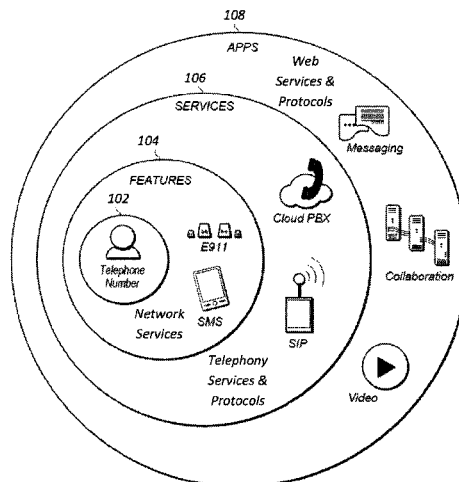 108
APPS
Web
Services &
Protocols
106
SERVICES
Messaging
104
FEATURES
Cloud PBX
102
E911
Telephone
Number
Collaboration
SMS
Network
Services
SIP
Telephony
Services &
Protocols
Video